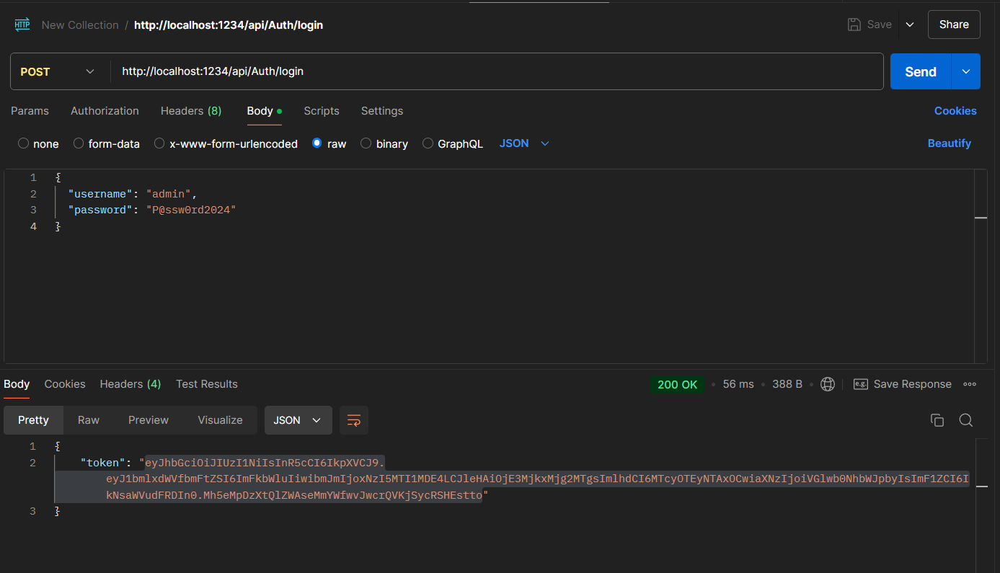 HTTP New Collection / http://localhost:1234/api/Auth/login Save Share
POST http://localhost:1234/api/Auth/login Send
Params Authorization Headers (8) Body Scripts Settings Cookies
none form-data x-www-form-urlencoded raw binary GraphQL JSON Beautify
1 {
2 "username": "admin",
3 "password": "P@ssw0rd2024"
4 }
Body Cookies Headers (4) Test Results 200 OK 56 ms 388 B e.g. Save Response
Pretty Raw Preview Visualize JSON
1 {
2 "token": "eyJhbGciOiJIUzI1NiIsInR5cCI6IkpXVCJ9.
eyJ1bmlxdWVfbmFtZSI6ImFkbWluIiwibmJmIjoxNzI5MTI1MDE4LCJleHAiOjE3MjkxMjg2MTgsImlhdCI6MTcyOTEyNTAxOCwiaXNzIjoiVGlwb0NhbWJpbyIsImF1ZCI6I
kNsaWVudFRDIn0.Mh5eMpDzXtQlZWAseMmYWfwvJwcrQVKjSycRSHEstto"
3 }